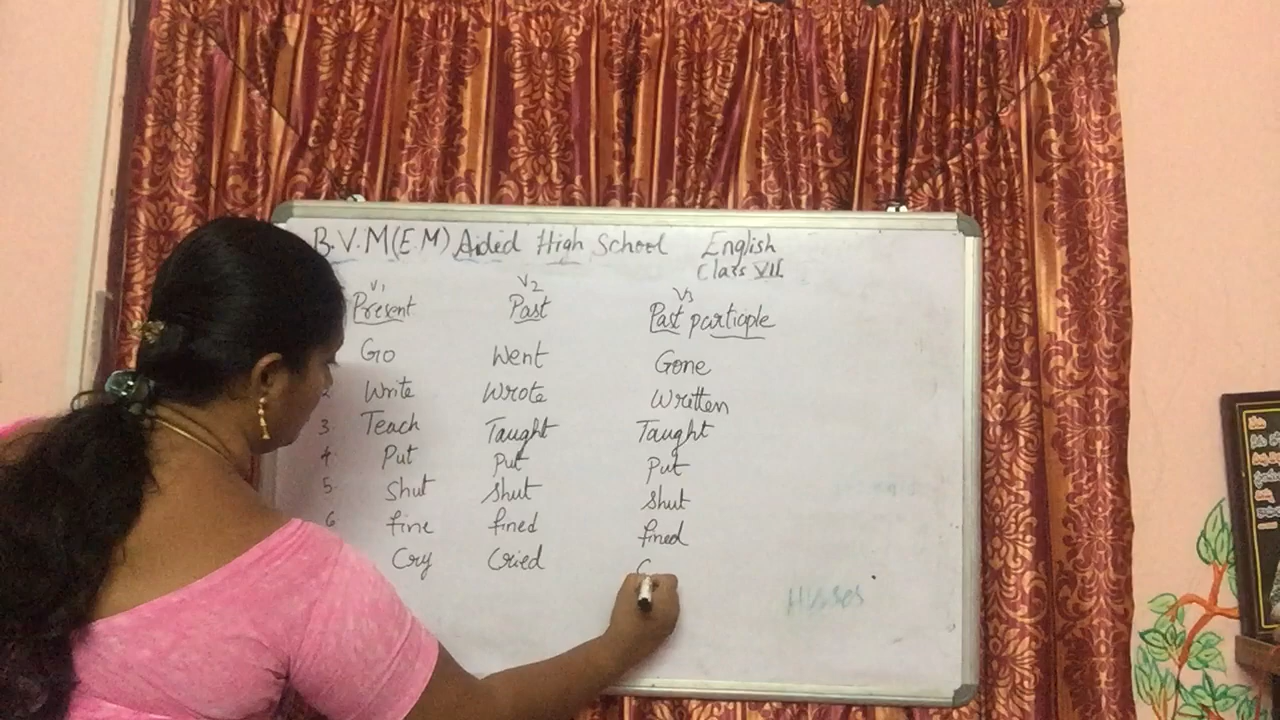 B.V.M(E.M) Aided High School English
Class VII
V1 V2 V3
Present Past Past participle
Go Went Gone
2. Write Wrote Written
3. Teach Taught Taught
4. Put Put Put
5. Shut Shut Shut
6 fine fined fined
Cry Cried C